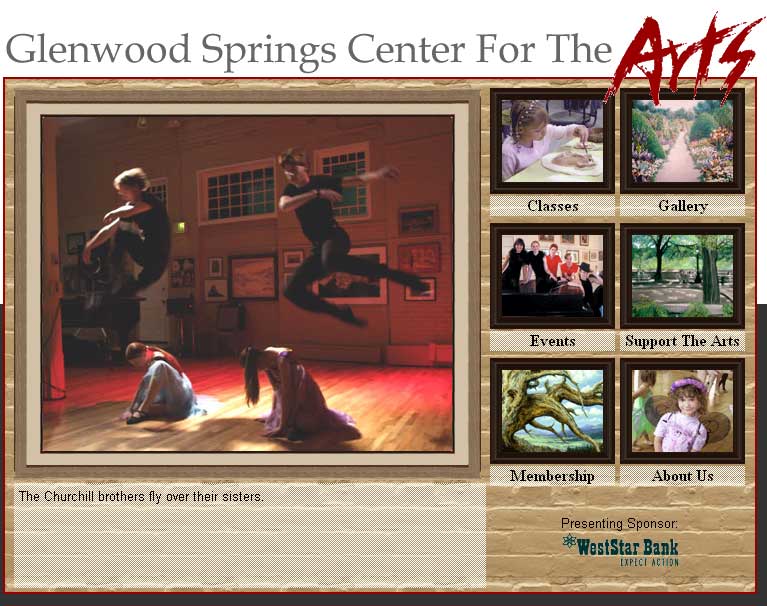 Glenwood Springs Center For The Arts
Classes
Gallery
Events
Support The Arts
Membership
About Us
The Churchill brothers fly over their sisters.
Presenting Sponsor:
WestStar Bank
EXPECT ACTION